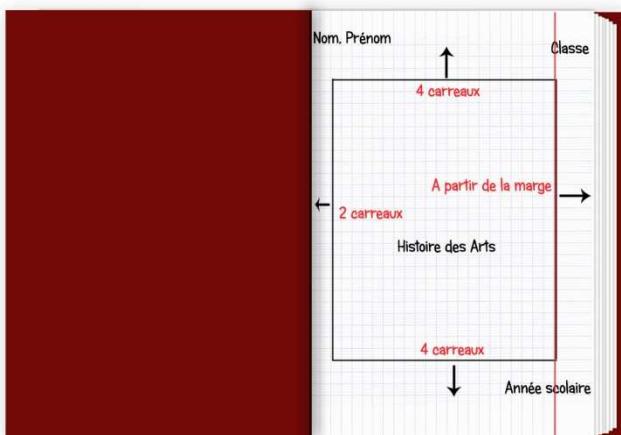 Nom, Prénom
Classe
4 carreaux
A partir de la marge
2 carreaux
Histoire des Arts
4 carreaux
Année scolaire